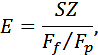 E = SZ / (F_f/F_p),